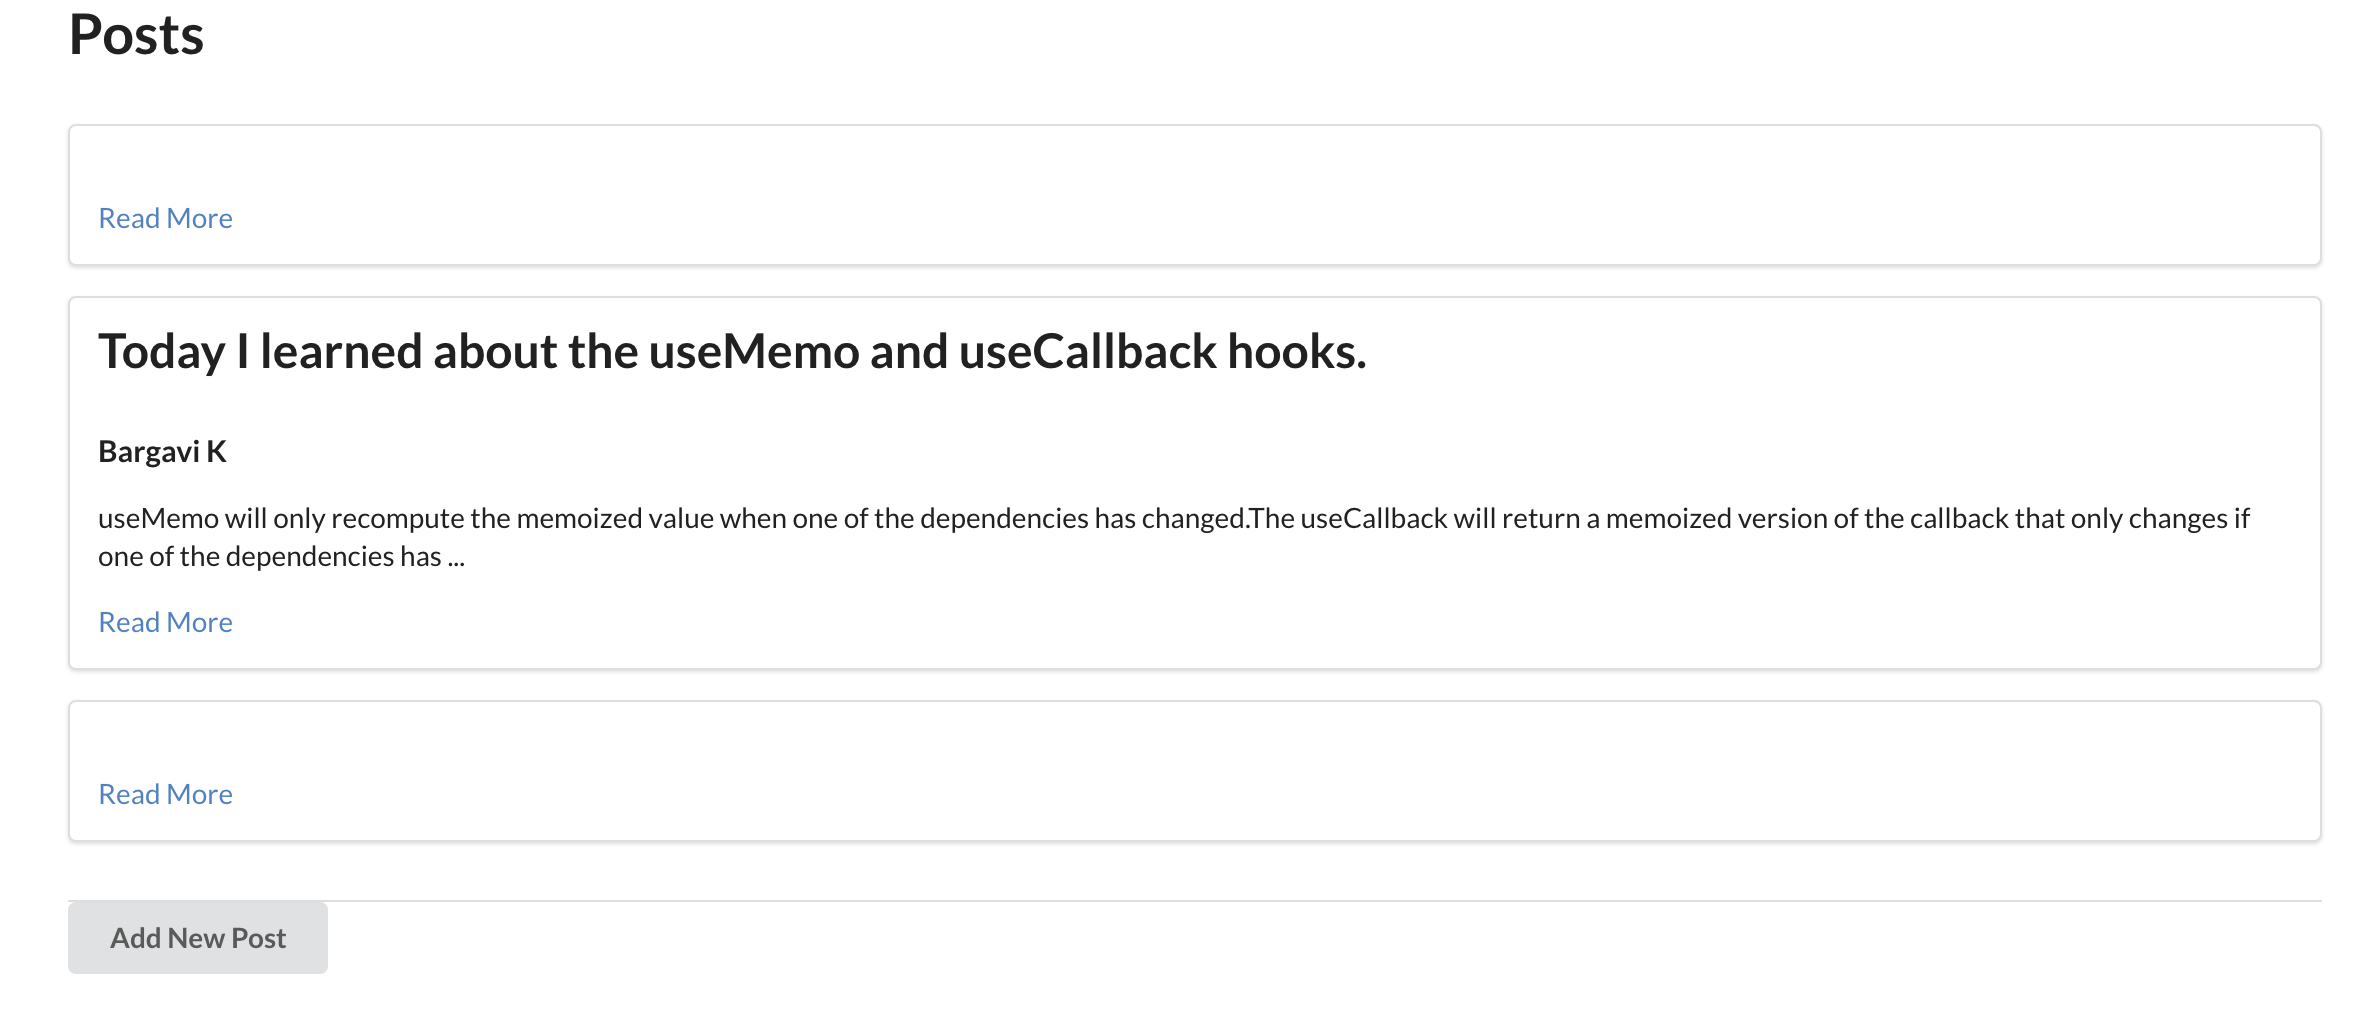 Posts
Read More
Today I learned about the useMemo and useCallback hooks.
Bargavi K
useMemo will only recompute the memoized value when one of the dependencies has changed.The useCallback will return a memoized version of the callback that only changes if
one of the dependencies has ...
Read More
Read More
Add New Post